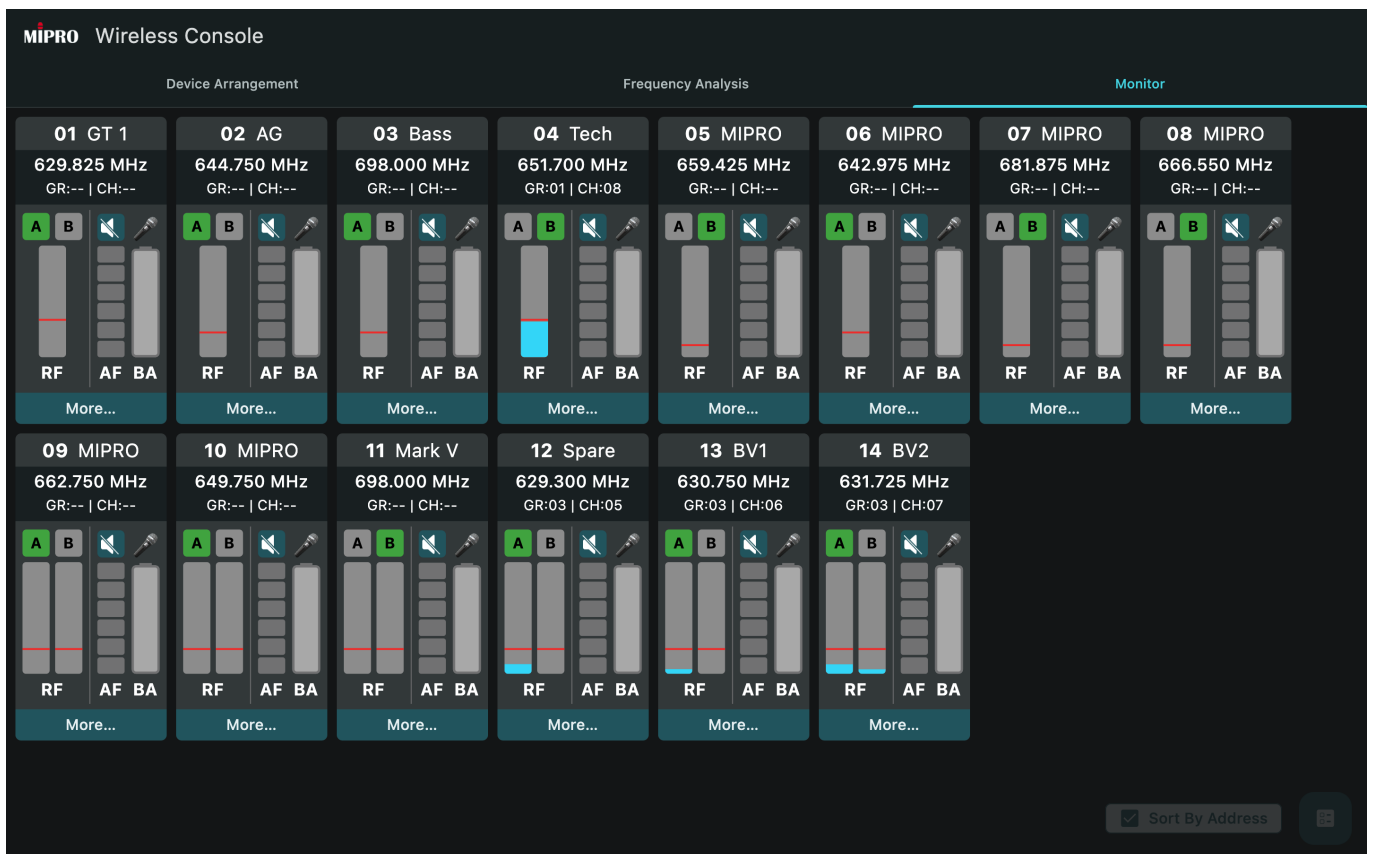 MIPRO Wireless Console
Device Arrangement Frequency Analysis Monitor
01 GT 1 02 AG 03 Bass 04 Tech 05 MIPRO 06 MIPRO 07 MIPRO 08 MIPRO
629.825 MHz 644.750 MHz 698.000 MHz 651.700 MHz 659.425 MHz 642.975 MHz 681.875 MHz 666.550 MHz
GR:-- | CH:-- GR:-- | CH:-- GR:-- | CH:-- GR:01 | CH:08 GR:-- | CH:-- GR:-- | CH:-- GR:-- | CH:-- GR:-- | CH:--
A B A B A B A B A B A B A B A B
RF AF BA RF AF BA RF AF BA RF AF BA RF AF BA RF AF BA RF AF BA RF AF BA
More... More... More... More... More... More... More... More...
09 MIPRO 10 MIPRO 11 Mark V 12 Spare 13 BV1 14 BV2
662.750 MHz 649.750 MHz 698.000 MHz 629.300 MHz 630.750 MHz 631.725 MHz
GR:-- | CH:-- GR:-- | CH:-- GR:-- | CH:-- GR:03 | CH:05 GR:03 | CH:06 GR:03 | CH:07
A B A B A B A B A B A B
RF AF BA RF AF BA RF AF BA RF AF BA RF AF BA RF AF BA
More... More... More... More... More... More...
Sort By Address